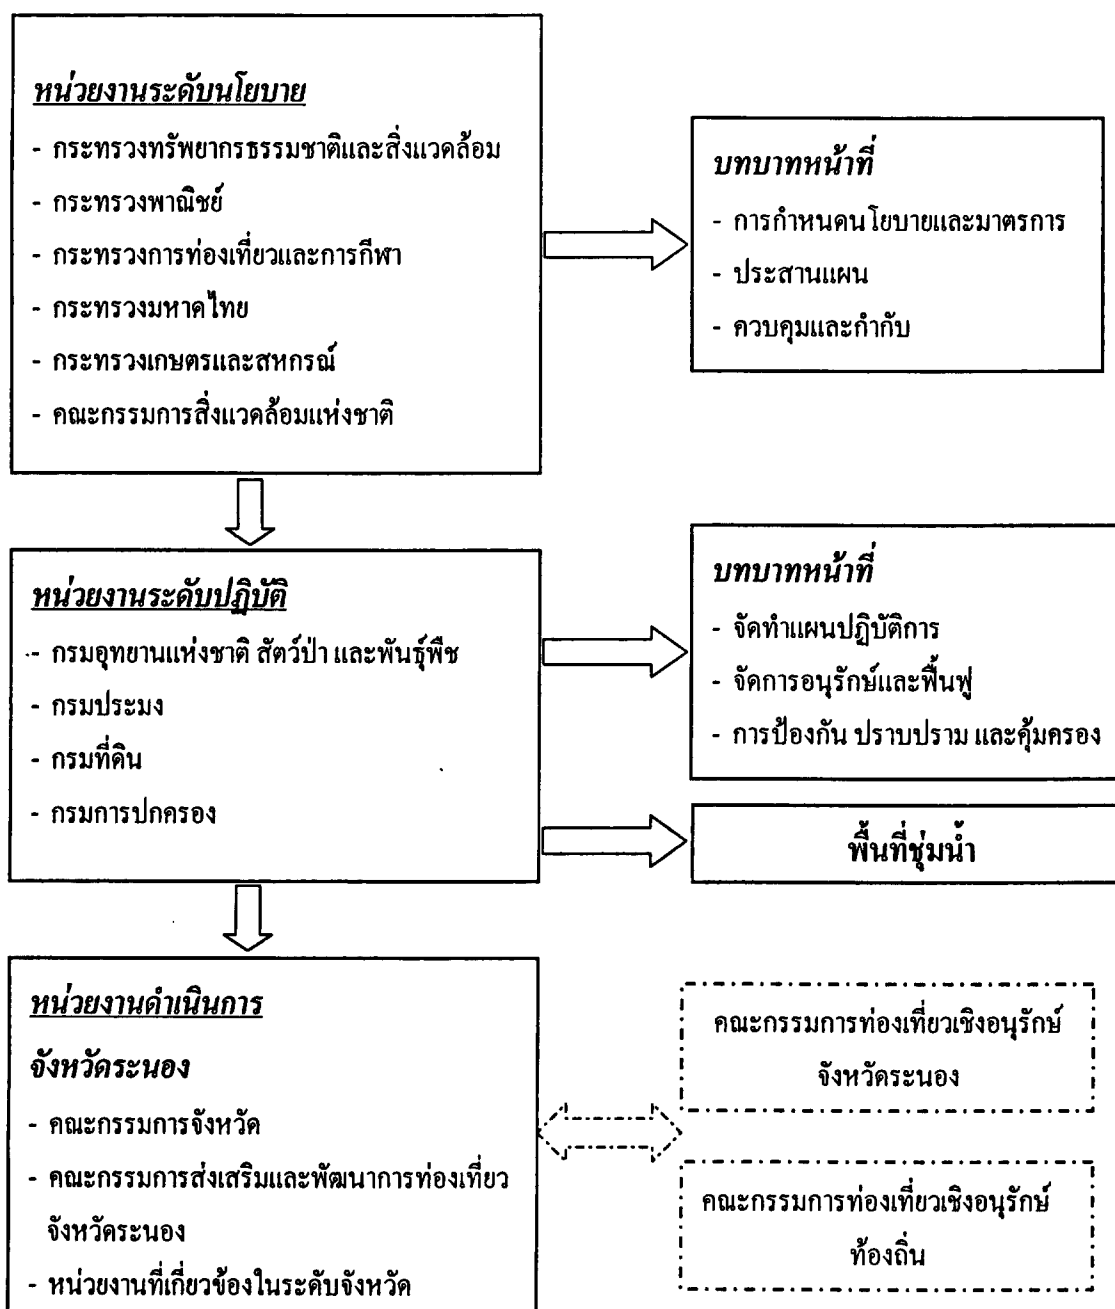 หน่วยงานระดับนโยบาย
- กระทรวงทรัพยากรธรรมชาติและสิ่งแวดล้อม
- กระทรวงพาณิชย์
- กระทรวงการท่องเที่ยวและการกีฬา
- กระทรวงมหาดไทย
- กระทรวงเกษตรและสหกรณ์
- คณะกรรมการสิ่งแวดล้อมแห่งชาติ
บทบาทหน้าที่
- การกำหนดนโยบายและมาตรการ
- ประสานแผน
- ควบคุมและกำกับ
หน่วยงานระดับปฏิบัติ
- กรมอุทยานแห่งชาติ สัตว์ป่า และพันธุ์พืช
- กรมประมง
- กรมที่ดิน
- กรมการปกครอง
บทบาทหน้าที่
- จัดทำแผนปฏิบัติการ
- จัดการอนุรักษ์และฟื้นฟู
- การป้องกัน ปราบปราม และคุ้มครอง
พื้นที่ชุ่มน้ำ
หน่วยงานดำเนินการ
จังหวัดระนอง
- คณะกรรมการจังหวัด
- คณะกรรมการส่งเสริมและพัฒนาการท่องเที่ยว
จังหวัดระนอง
- หน่วยงานที่เกี่ยวข้องในระดับจังหวัด
คณะกรรมการท่องเที่ยวเชิงอนุรักษ์
จังหวัดระนอง
คณะกรรมการท่องเที่ยวเชิงอนุรักษ์
ท้องถิ่น